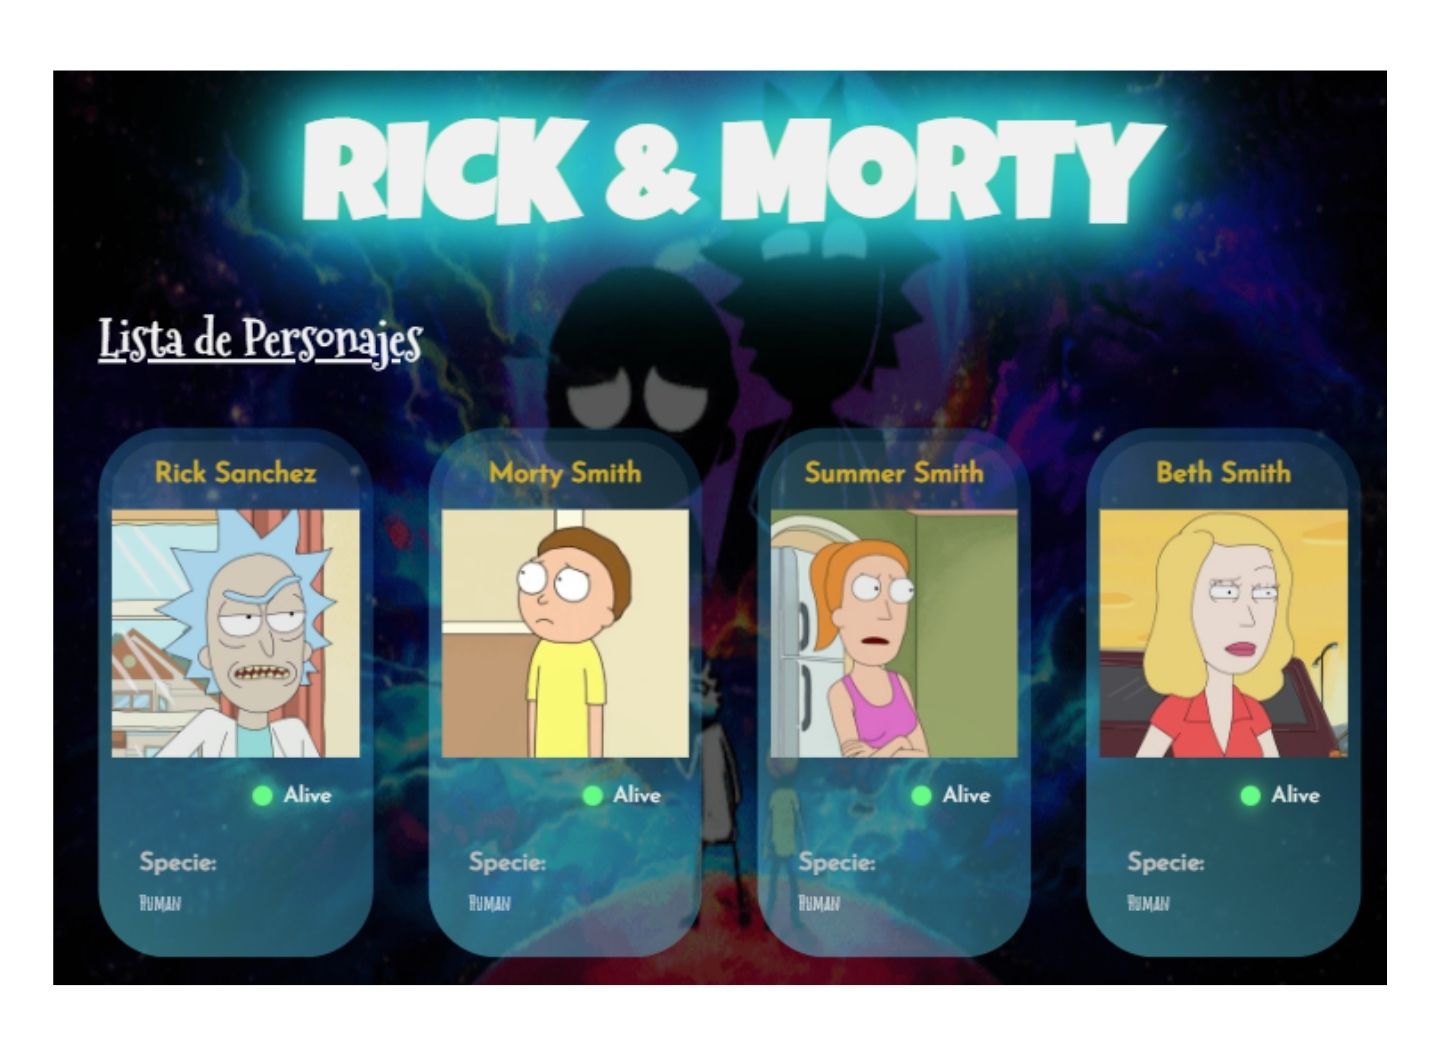 RICK & MORTY
Lista de Personajes
Rick Sanchez
Morty Smith
Summer Smith
Beth Smith
Alive
Alive
Alive
Alive
Specie:
Specie:
Specie:
Specie:
HUMAN
HUMAN
HUMAN
HUMAN